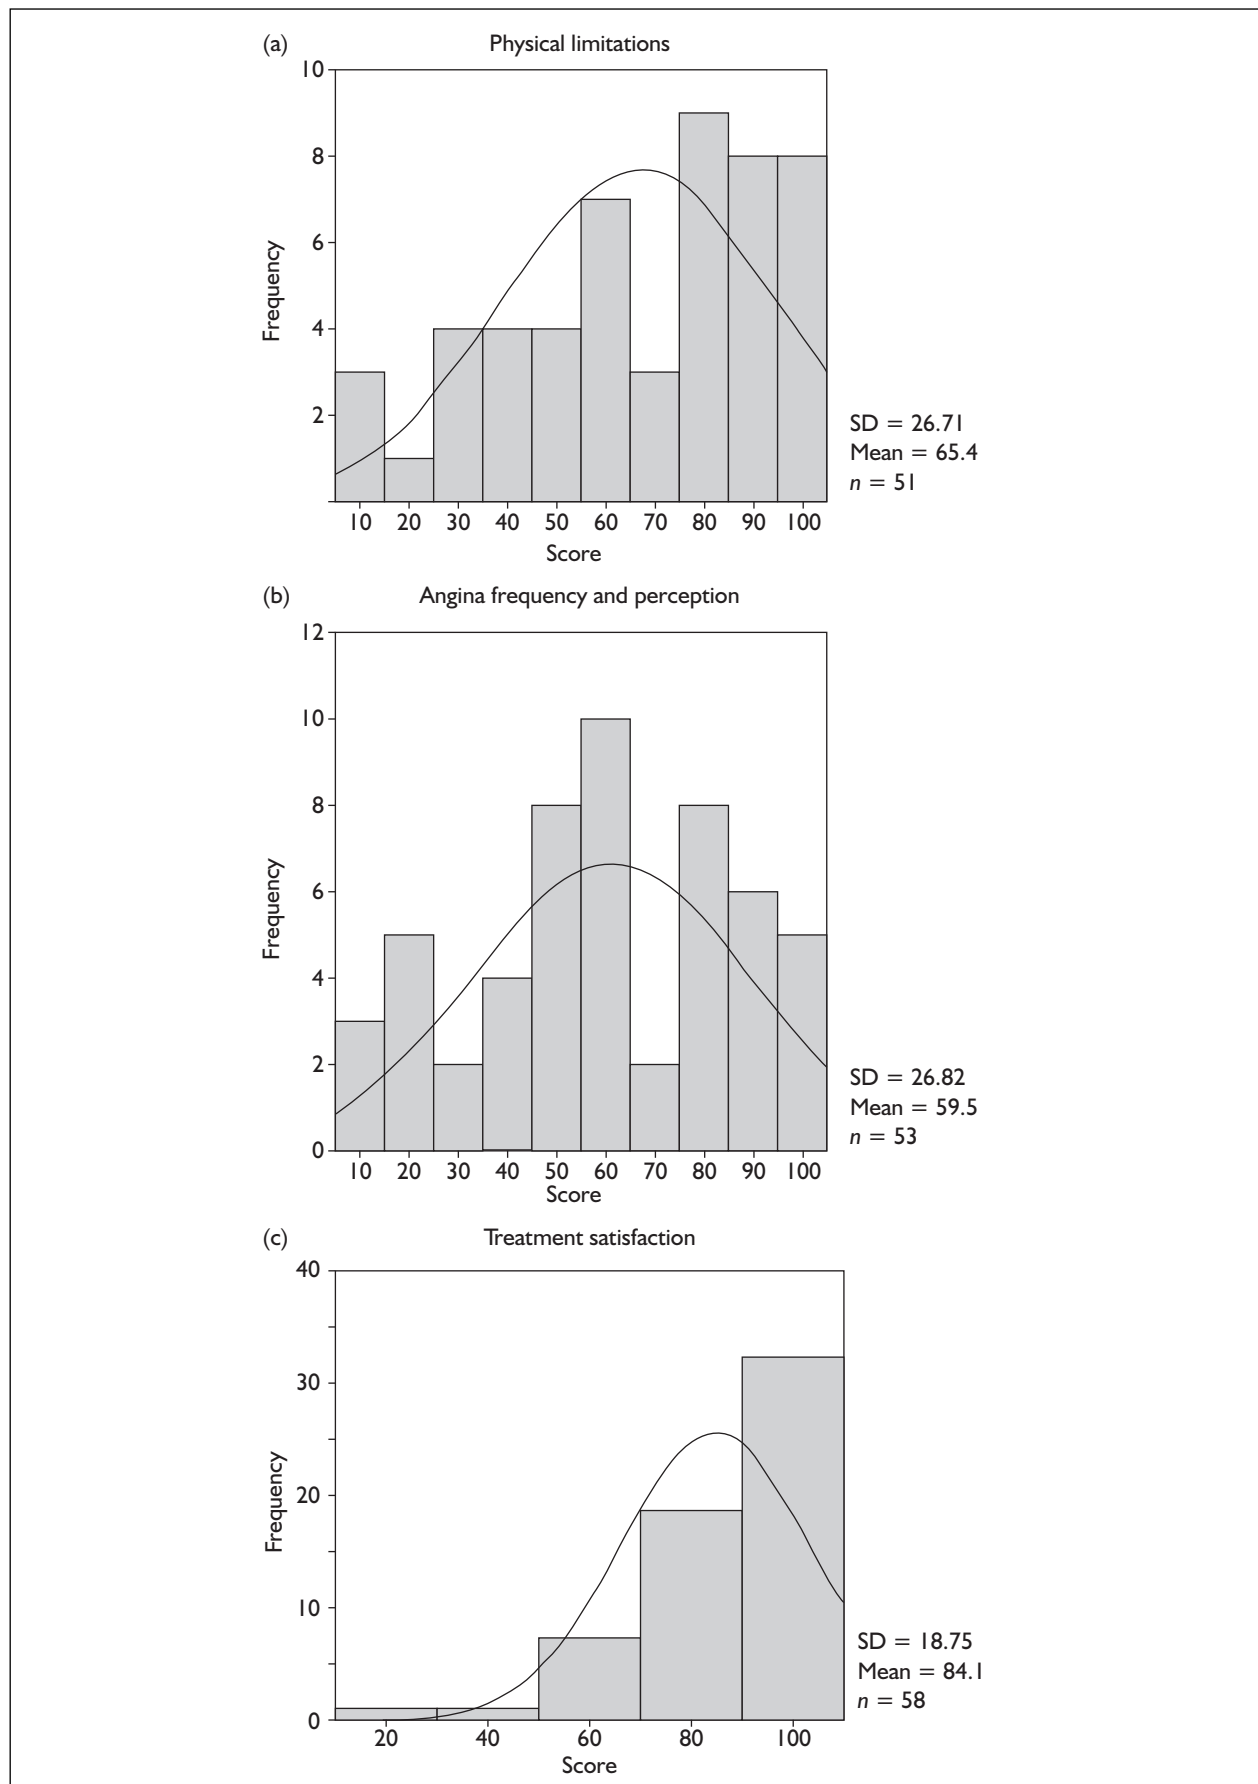 (a) Physical limitations
10
8
6
4
2
Frequency
SD = 26.71
Mean = 65.4
n = 51
10 20 30 40 50 60 70 80 90 100
Score
(b) Angina frequency and perception
12
10
8
6
4
2
0
Frequency
SD = 26.82
Mean = 59.5
n = 53
10 20 30 40 50 60 70 80 90 100
Score
(c) Treatment satisfaction
40
30
20
10
0
Frequency
SD = 18.75
Mean = 84.1
n = 58
20 40 60 80 100
Score